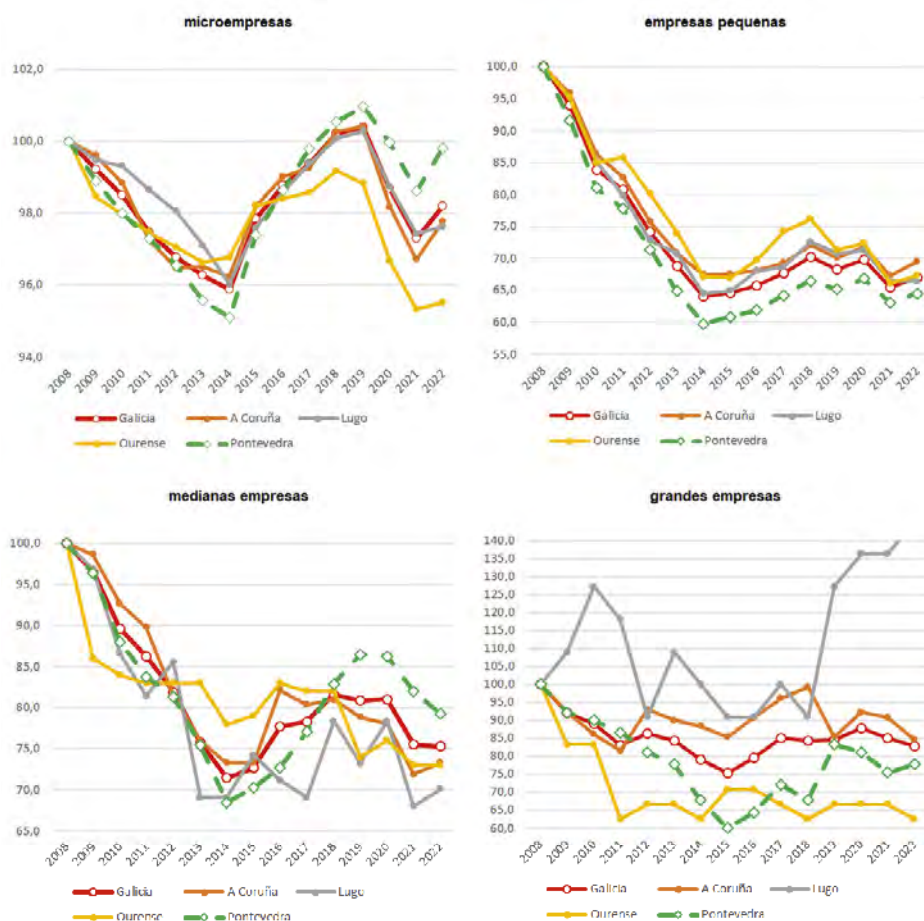 microempresas
102,0
100,0
98,0
96,0
94,0
2008 2009 2010 2011 2012 2013 2014 2015 2016 2017 2018 2019 2020 2021 2022
Galicia A Coruña Lugo
Ourense Pontevedra
empresas pequenas
100,0
95,0
90,0
85,0
80,0
75,0
70,0
65,0
60,0
55,0
2008 2009 2010 2011 2012 2013 2014 2015 2016 2017 2018 2019 2020 2021 2022
Galicia A Coruña Lugo
Ourense Pontevedra
medianas empresas
100,0
95,0
90,0
85,0
80,0
75,0
70,0
65,0
2008 2009 2010 2011 2012 2013 2014 2015 2016 2017 2018 2019 2020 2021 2022
Galicia A Coruña Lugo
Ourense Pontevedra
grandes empresas
140,0
135,0
130,0
125,0
120,0
115,0
110,0
105,0
100,0
95,0
90,0
85,0
80,0
75,0
70,0
65,0
60,0
2008 2009 2010 2011 2012 2013 2014 2015 2016 2017 2018 2019 2020 2021 2022
Galicia A Coruña Lugo
Ourense Pontevedra